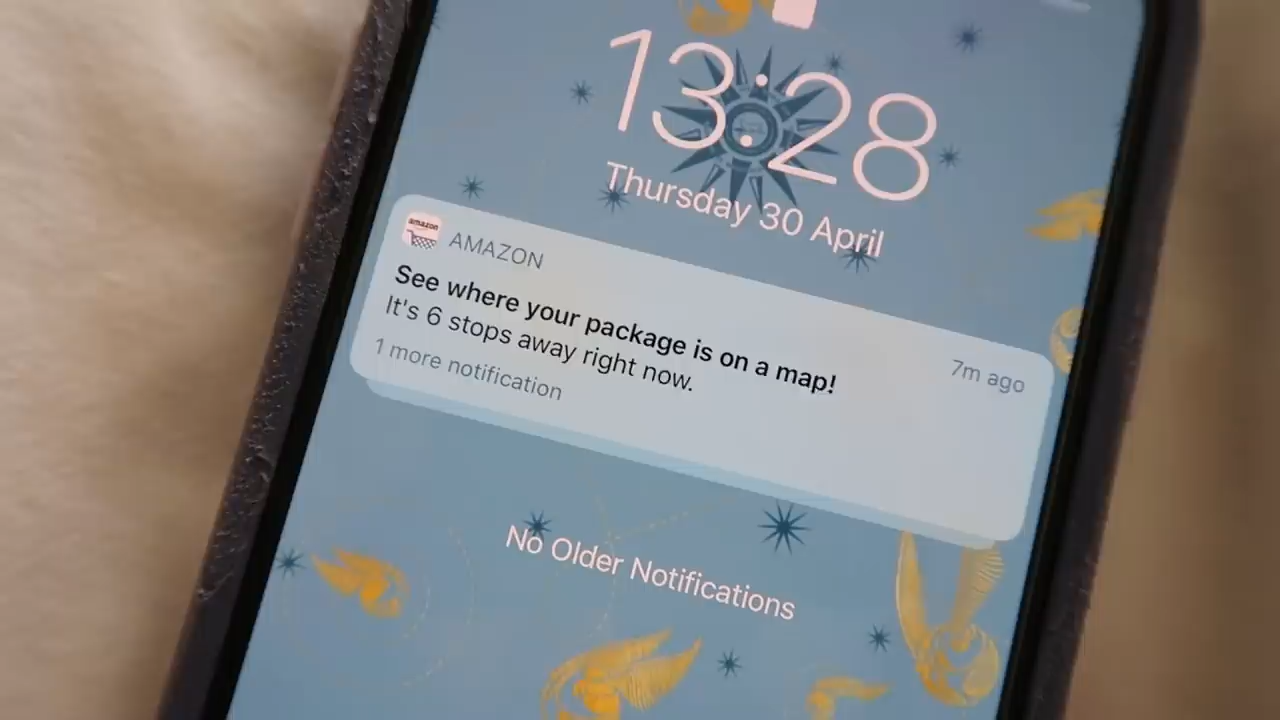 13:28
Thursday 30 April
amazon
AMAZON
7m ago
See where your package is on a map!
It's 6 stops away right now.
1 more notification
No Older Notifications